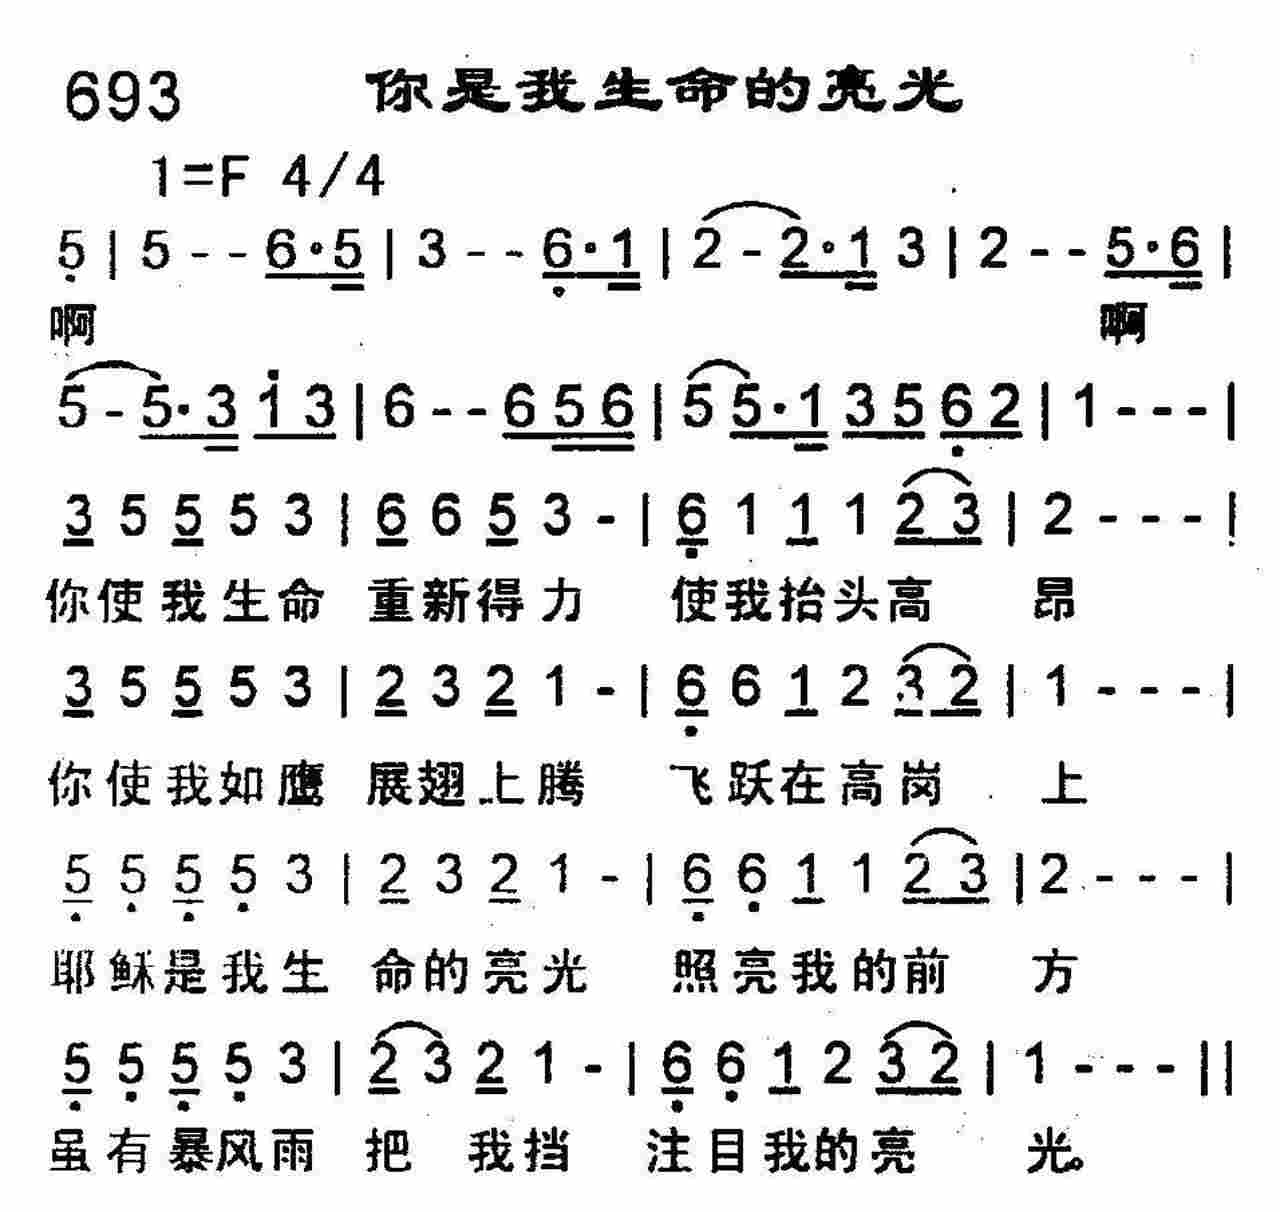 693 你是我生命的亮光
1=F 4/4
5̣ | 5 - - 6·5 | 3 - - 6̣·1 | 2 - 2·1 3 | 2 - - 5·6 |
啊 啊
5 - 5·3 1̇ 3 | 6 - - 6 5 6 | 5 5·1 3 5 6̣ 2 | 1 - - - |
3 5 5 5 3 | 6 6 5 3 - | 6̣ 1 1 1 2 3 | 2 - - - |
你使我生命 重新得力 使我抬头高 昂
3 5 5 5 3 | 2 3 2 1 - | 6̣ 6 1 2 3 2 | 1 - - - |
你使我如鹰 展翅上腾 飞跃在高岗 上
5̣ 5̣ 5̣ 5̣ 3 | 2 3 2 1 - | 6̣ 6̣ 1 1 2 3 | 2 - - - |
耶稣是我生 命的亮光 照亮我的前 方
5̣ 5̣ 5̣ 5̣ 3 | 2 3 2 1 - | 6̣ 6̣ 1 2 3 2 | 1 - - - ||
虽有暴风雨 把 我挡 注目我的亮 光。